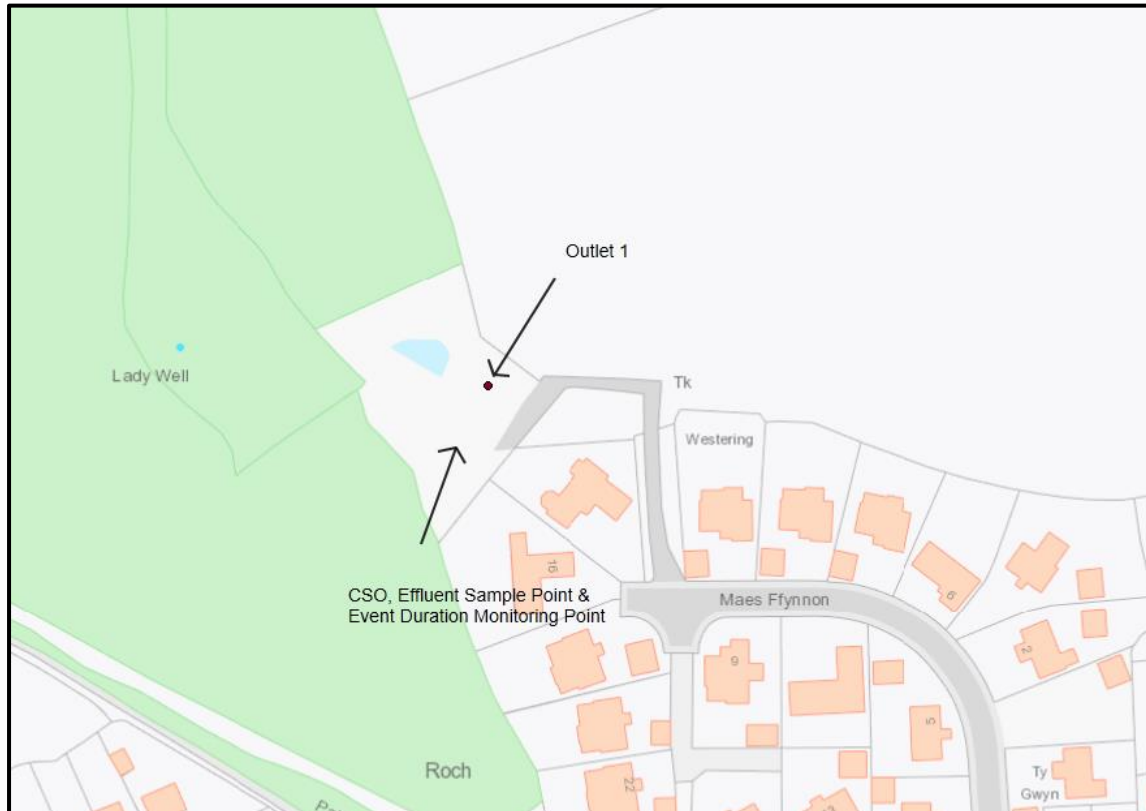 Outlet 1
Lady Well
Tk
Westering
16
CSO, Effluent Sample Point &
Event Duration Monitoring Point
Maes Ffynnon
6
2
9
5
Roch
22
Ty
Gwyn